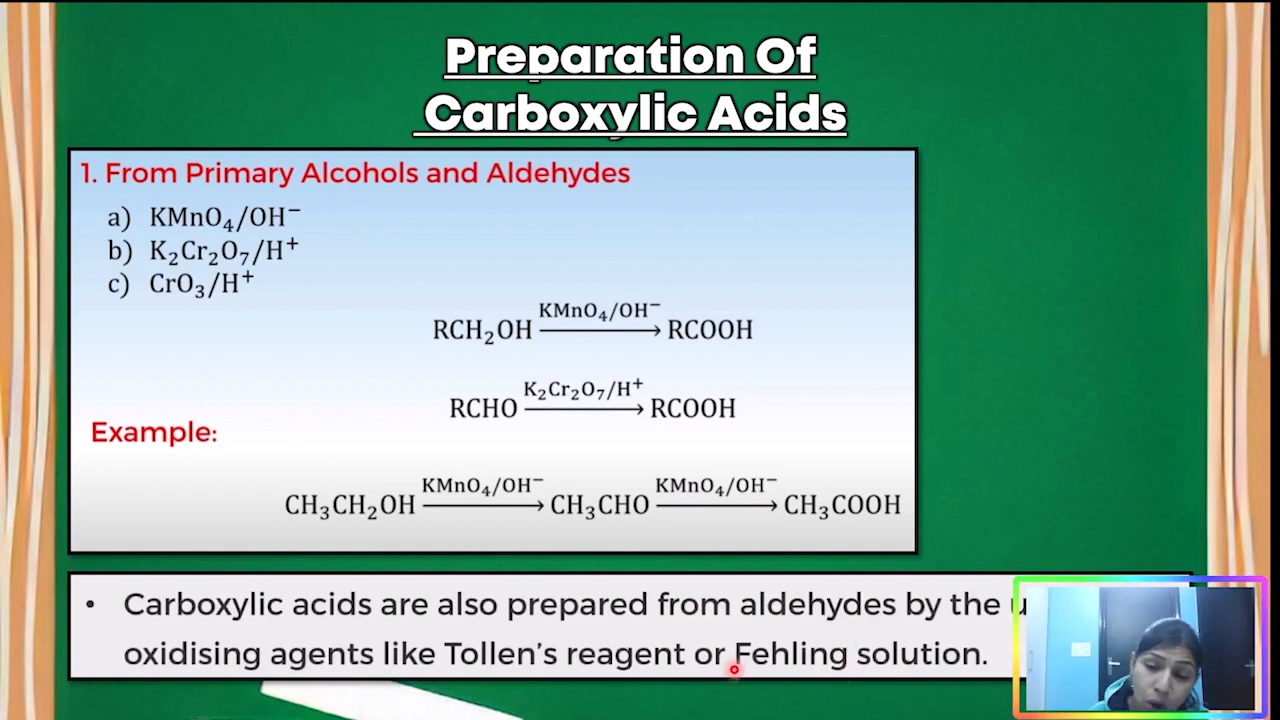 Preparation Of
Carboxylic Acids
1. From Primary Alcohols and Aldehydes
a) KMnO₄/OH⁻
b) K₂Cr₂O₇/H⁺
c) CrO₃/H⁺
KMnO₄/OH⁻
RCH₂OH ⟶ RCOOH
K₂Cr₂O₇/H⁺
RCHO ⟶ RCOOH
Example:
KMnO₄/OH⁻ KMnO₄/OH⁻
CH₃CH₂OH ⟶ CH₃CHO ⟶ CH₃COOH
• Carboxylic acids are also prepared from aldehydes by the
oxidising agents like Tollen’s reagent or Fehling solution.